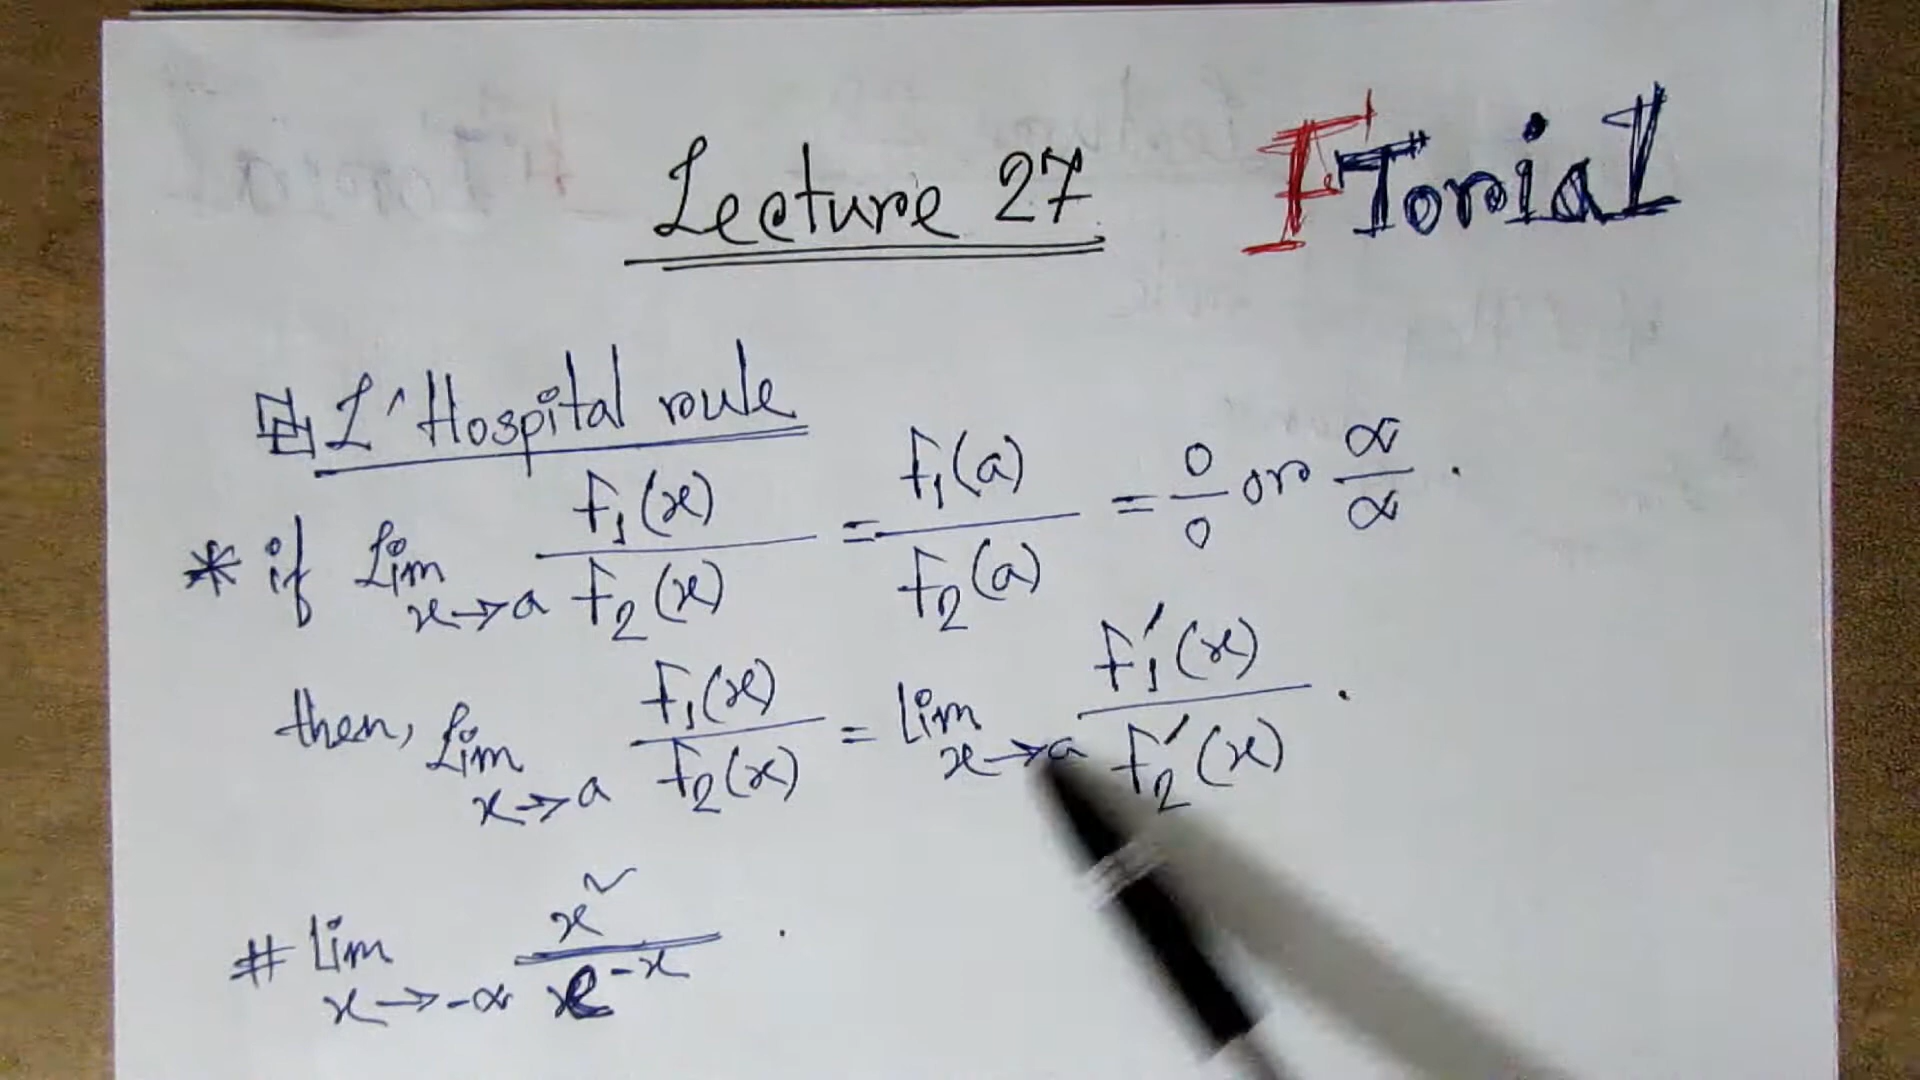 Lecture 27
FTorial
L'Hospital rule
* if Lim x→a F₁(x)/F₂(x) = F₁(a)/F₂(a) = 0/0 or ∝/∝.
then, Lim x→a F₁(x)/F₂(x) = lim x→a F₁′(x)/F₂′(x).
# lim x→-∝ x²/e⁻ˣ.